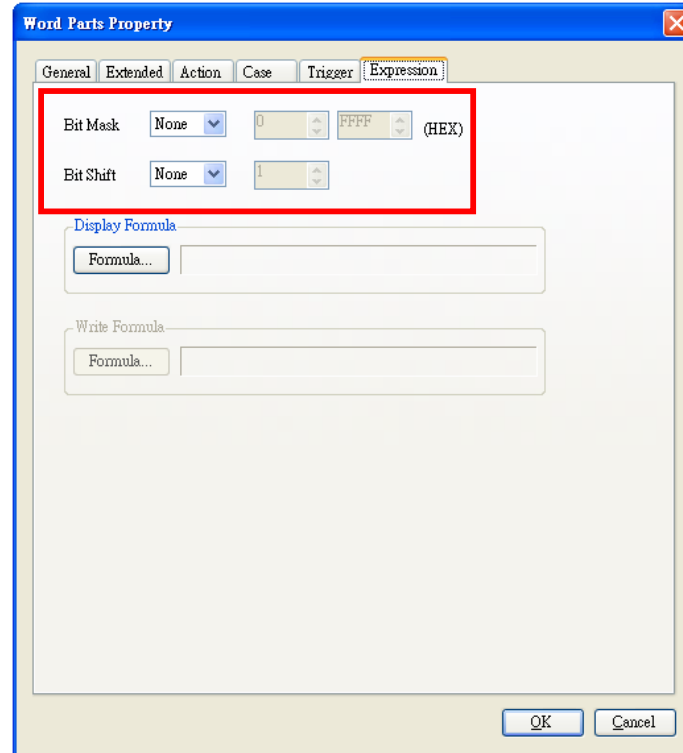 Word Parts Property
General Extended Action Case Trigger Expression
Bit Mask None 0 FFFF (HEX)
Bit Shift None 1
Display Formula
Formula...
Write Formula
Formula...
OK Cancel